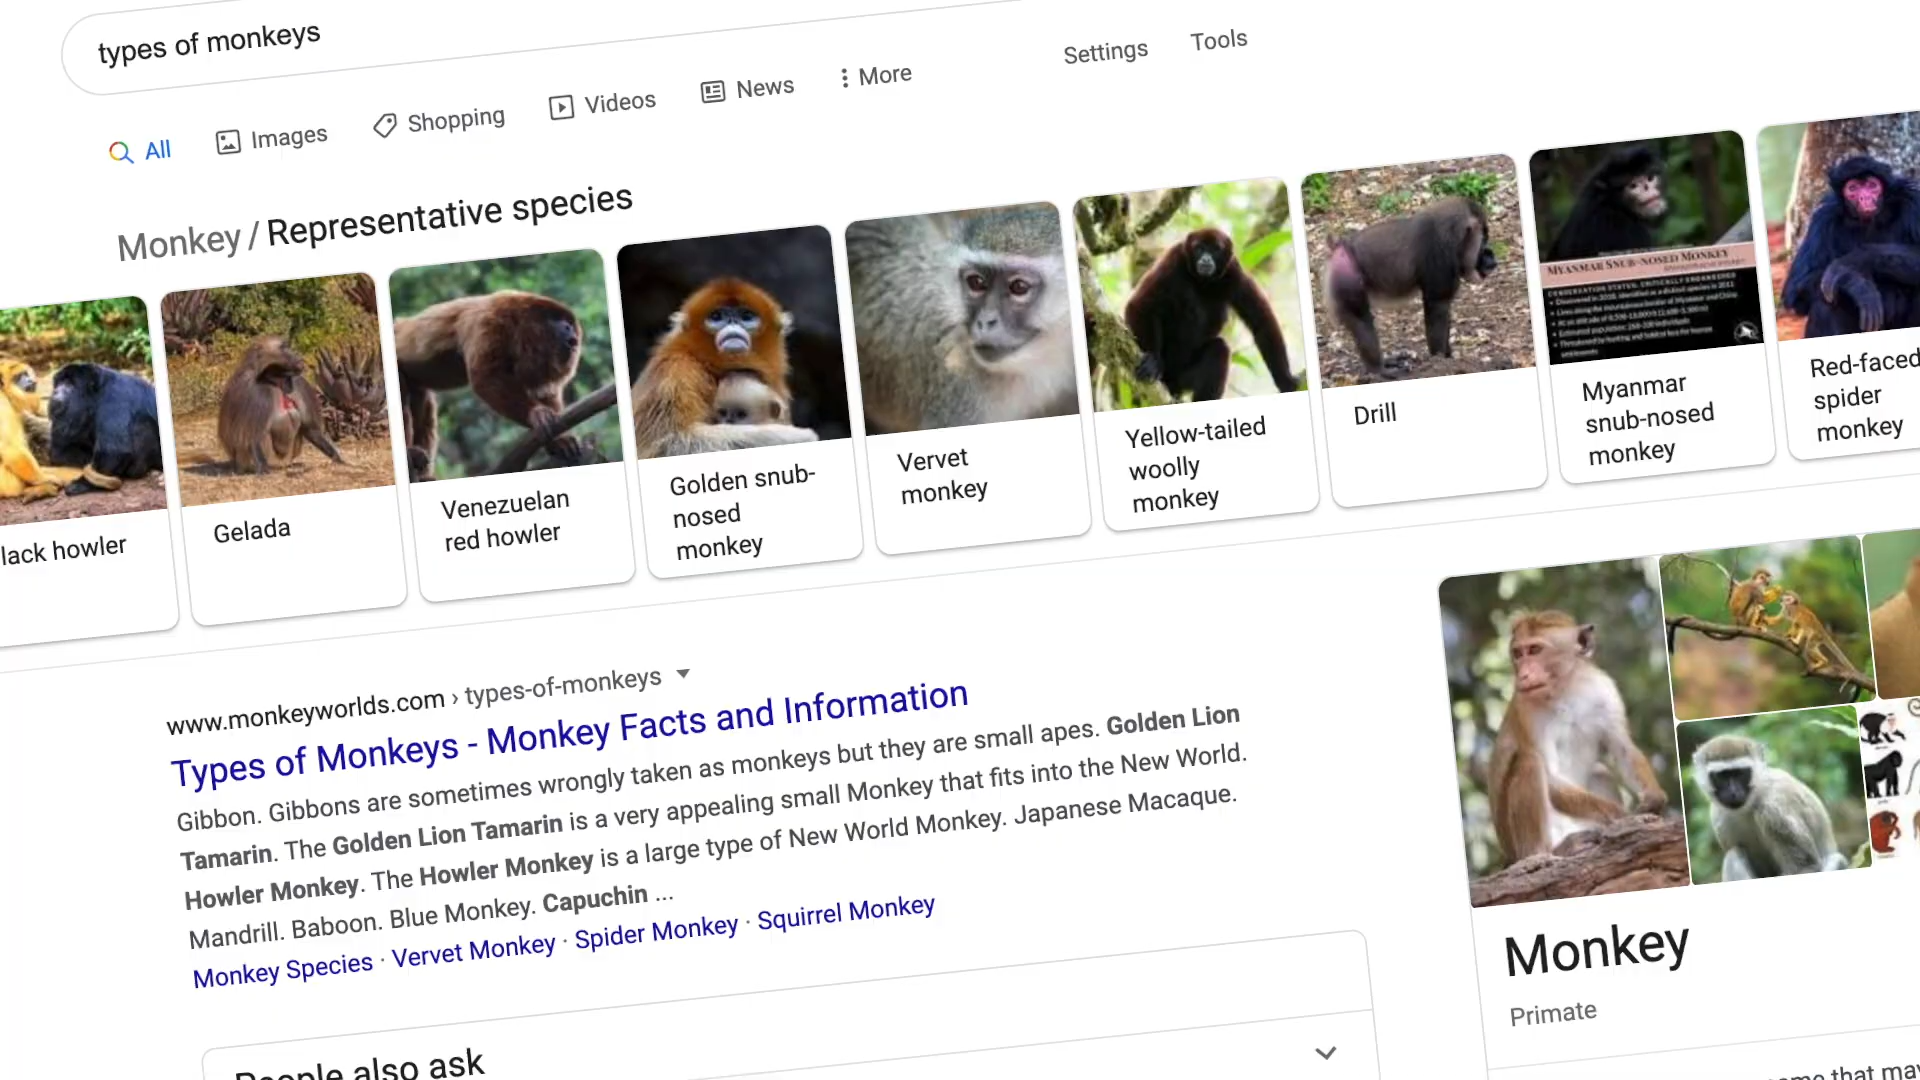 types of monkeys
Settings Tools
All Images Shopping Videos News More
Monkey / Representative species
lack howler
Gelada
Venezuelan
red howler
Golden snub-
nosed
monkey
Vervet
monkey
Yellow-tailed
woolly
monkey
Drill
MYANMAR SNUB-NOSED MONKEY
Myanmar
snub-nosed
monkey
Red-faced
spider
monkey
www.monkeyworlds.com › types-of-monkeys
Types of Monkeys - Monkey Facts and Information
Gibbon. Gibbons are sometimes wrongly taken as monkeys but they are small apes. Golden Lion
Tamarin. The Golden Lion Tamarin is a very appealing small Monkey that fits into the New World.
Howler Monkey. The Howler Monkey is a large type of New World Monkey. Japanese Macaque.
Mandrill. Baboon. Blue Monkey. Capuchin ...
Monkey Species · Vervet Monkey · Spider Monkey · Squirrel Monkey
People also ask
Monkey
Primate
that may